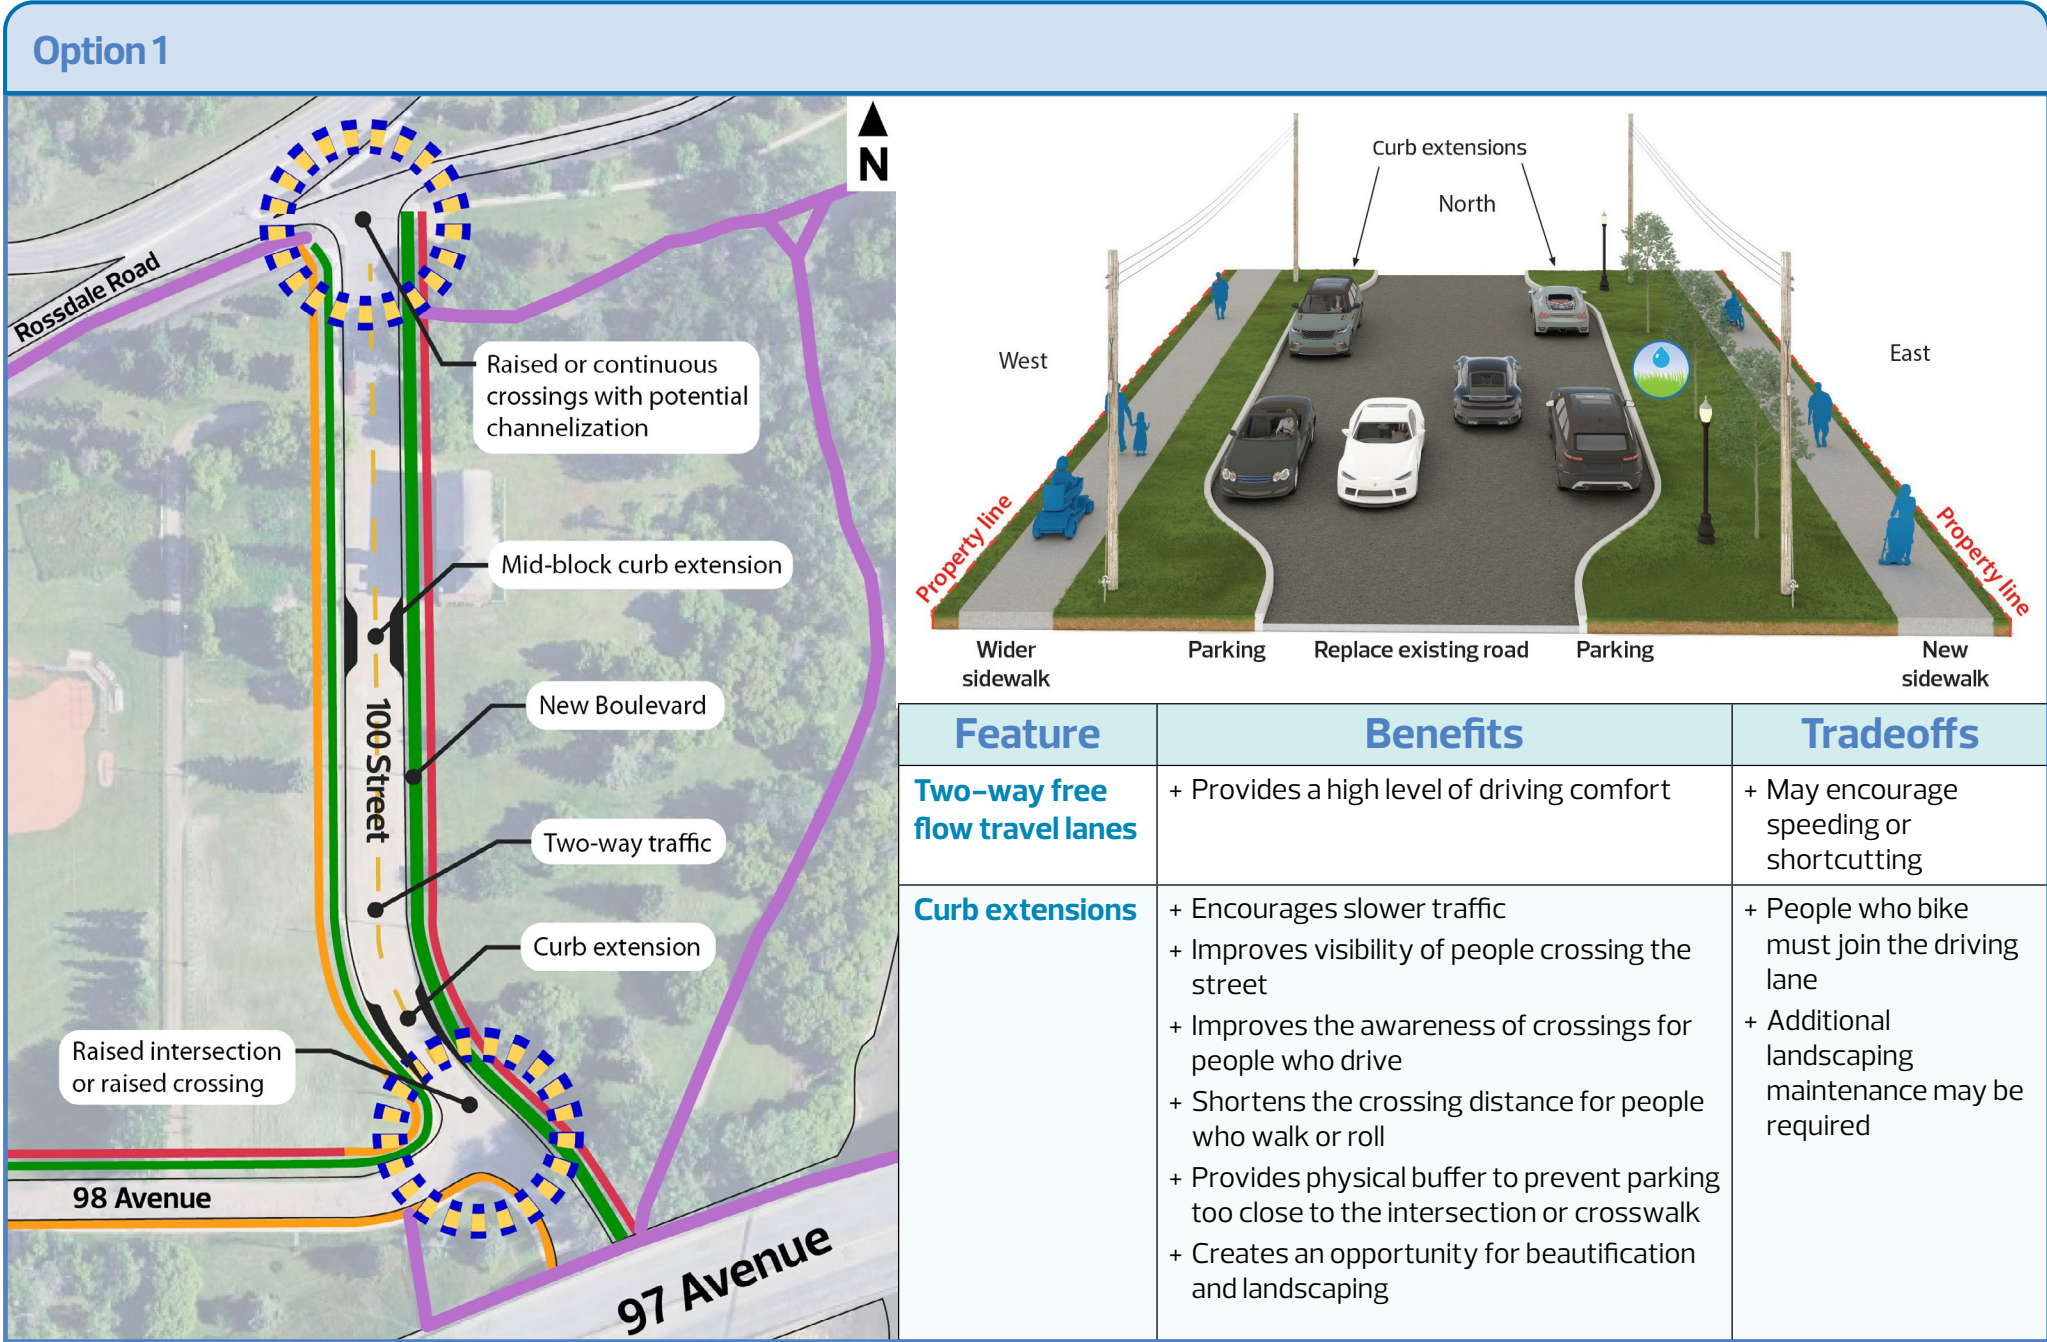 Option 1
N
Rossdale Road
Raised or continuous
crossings with potential
channelization
Mid-block curb extension
New Boulevard
100 Street
Two-way traffic
Curb extension
Raised intersection
or raised crossing
98 Avenue
97 Avenue
Curb extensions
North
West
East
Property line
Property line
Wider
sidewalk
Parking
Replace existing road
Parking
New
sidewalk
Feature
Benefits
Tradeoffs
Two-way free
flow travel lanes
+ Provides a high level of driving comfort
+ May encourage
speeding or
shortcutting
Curb extensions
+ Encourages slower traffic
+ Improves visibility of people crossing the
street
+ Improves the awareness of crossings for
people who drive
+ Shortens the crossing distance for people
who walk or roll
+ Provides physical buffer to prevent parking
too close to the intersection or crosswalk
+ Creates an opportunity for beautification
and landscaping
+ People who bike
must join the driving
lane
+ Additional
landscaping
maintenance may be
required